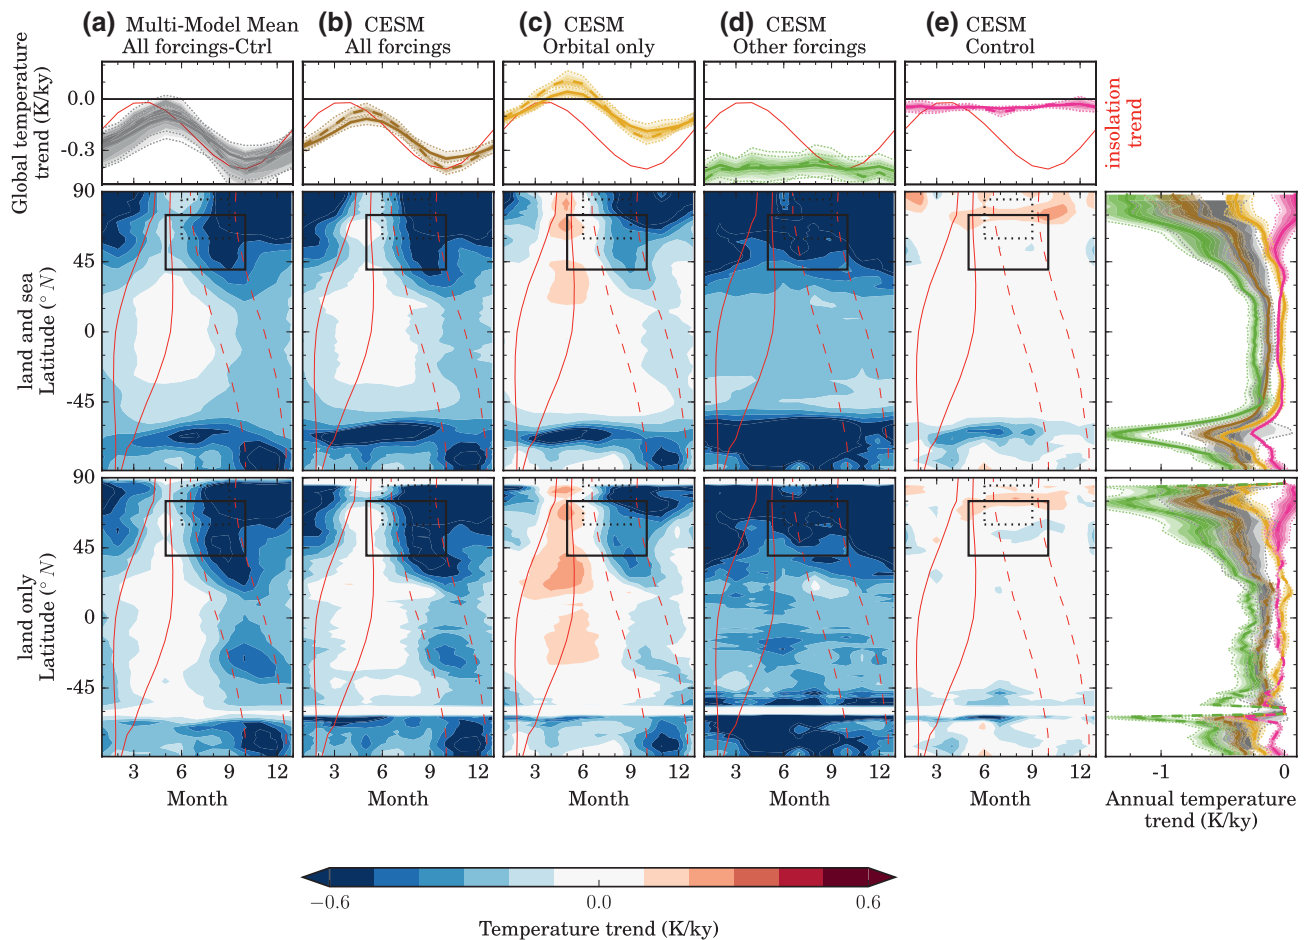 (a) Multi-Model Mean
All forcings-Ctrl
(b) CESM
All forcings
(c) CESM
Orbital only
(d) CESM
Other forcings
(e) CESM
Control
Global temperature
trend (K/ky)
0.0
-0.3
insolation
trend
land and sea
Latitude (° N)
90
45
0
-45
land only
Latitude (° N)
90
45
0
-45
3 6 9 12
Month
3 6 9 12
Month
3 6 9 12
Month
3 6 9 12
Month
3 6 9 12
Month
-1 0
Annual temperature
trend (K/ky)
−0.6 0.0 0.6
Temperature trend (K/ky)